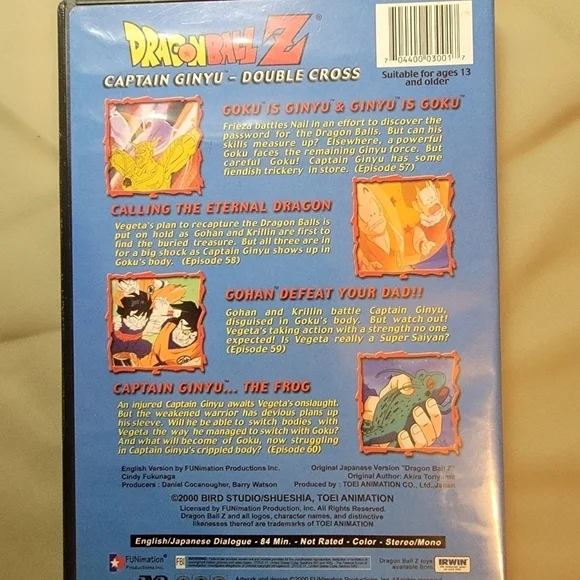 DRAGON BALL Z
CAPTAIN GINYU™ - DOUBLE CROSS
7 04400 03001 7
Suitable for ages 13
and older
GOKU™ IS GINYU™ & GINYU™ IS GOKU™
Frieza battles Nail in an effort to discover the
password for the Dragon Balls. But can his
skills measure up? Elsewhere, a powerful
Goku faces the remaining Ginyu force. But
careful Goku! Captain Ginyu has some
fiendish trickery in store. (Episode 57)
CALLING THE ETERNAL DRAGON
Vegeta's plan to recapture the Dragon Balls is
put on hold as Gohan and Krillin are first to
find the buried treasure. But all three are in
for a big shock as Captain Ginyu shows up in
Goku's body. (Episode 58)
GOHAN™ DEFEAT YOUR DAD!!
Gohan and Krillin battle Captain Ginyu,
disguised in Goku's body. But watch out!
Vegeta's taking action with a strength no one
expected! Is Vegeta really a Super Saiyan?
(Episode 59)
CAPTAIN GINYU™... THE FROG
An injured Captain Ginyu awaits Vegeta's onslaught.
But the weakened warrior has devious plans up
his sleeve. Will he be able to switch bodies with
Vegeta the way he managed to switch with Goku?
And what will become of Goku, now struggling
in Captain Ginyu's crippled body? (Episode 60)
English Version by FUNimation Productions Inc.
Cindy Fukunaga
Producers : Daniel Cocanougher, Barry Watson
Original Japanese Version "Dragon Ball Z"
Original Author: Akira Toriyama
Produced by: TOEI ANIMATION CO., Ltd.,Japan
©2000 BIRD STUDIO/SHUEISHA, TOEI ANIMATION
Licensed by FUNimation Production, Inc. All Rights Reserved.
Dragon Ball Z and all logos, character names, and distinctive
likenesses thereof are trademarks of TOEI ANIMATION
English/Japanese Dialogue - 84 Min. - Not Rated - Color - Stereo/Mono
FUNimation
Productions Inc.
FBI WARNING
Dragon Ball Z toys
available from
IRWIN